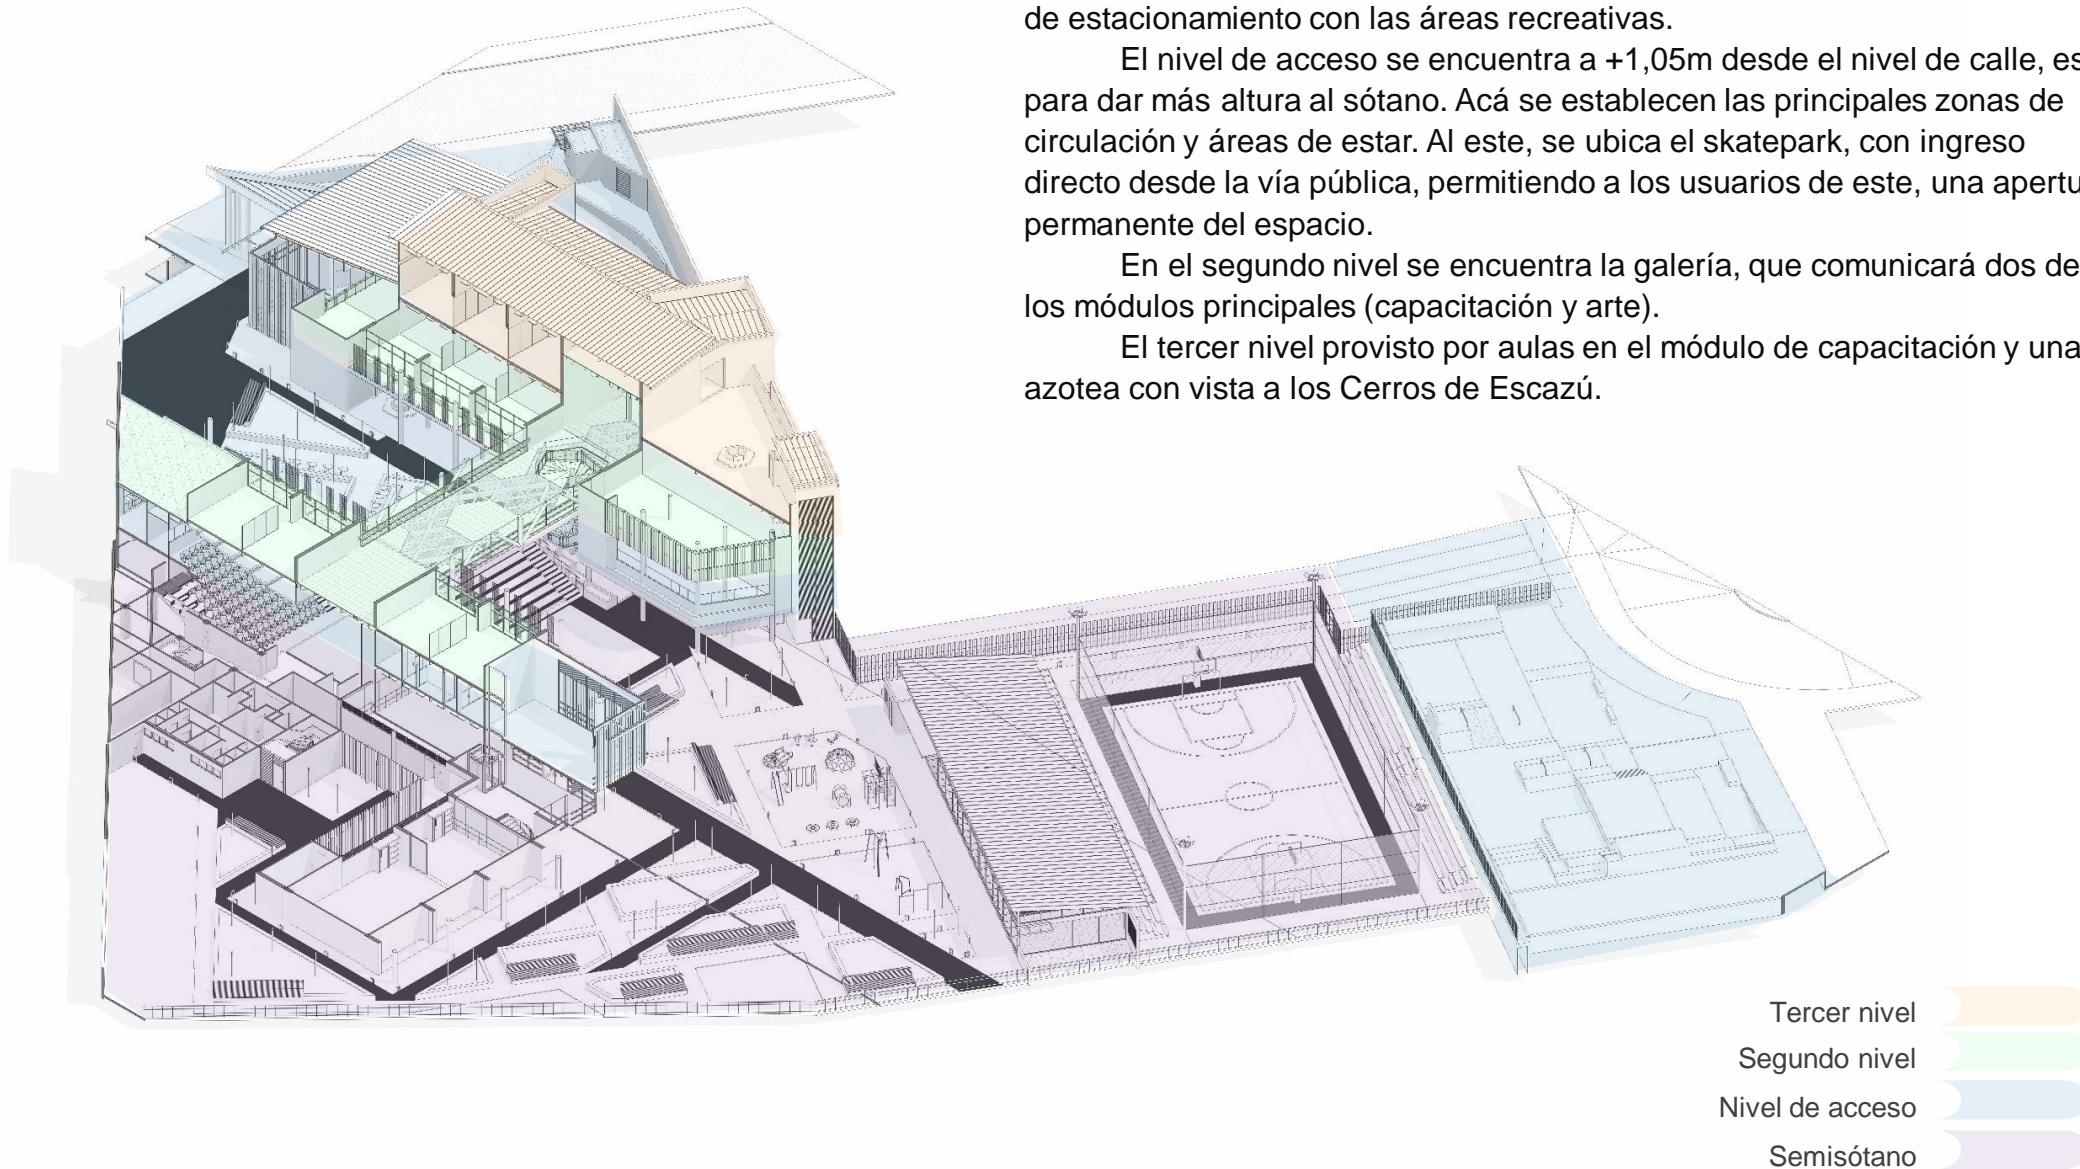 de estacionamiento con las áreas recreativas.
El nivel de acceso se encuentra a +1,05m desde el nivel de calle,
para dar más altura al sótano. Acá se establecen las principales zonas de
circulación y áreas de estar. Al este, se ubica el skatepark, con ingreso
directo desde la vía pública, permitiendo a los usuarios de este, una
permanente del espacio.
En el segundo nivel se encuentra la galería, que comunicará dos de
los módulos principales (capacitación y arte).
El tercer nivel provisto por aulas en el módulo de capacitación y una
azotea con vista a los Cerros de Escazú.
Tercer nivel
Segundo nivel
Nivel de acceso
Semisótano